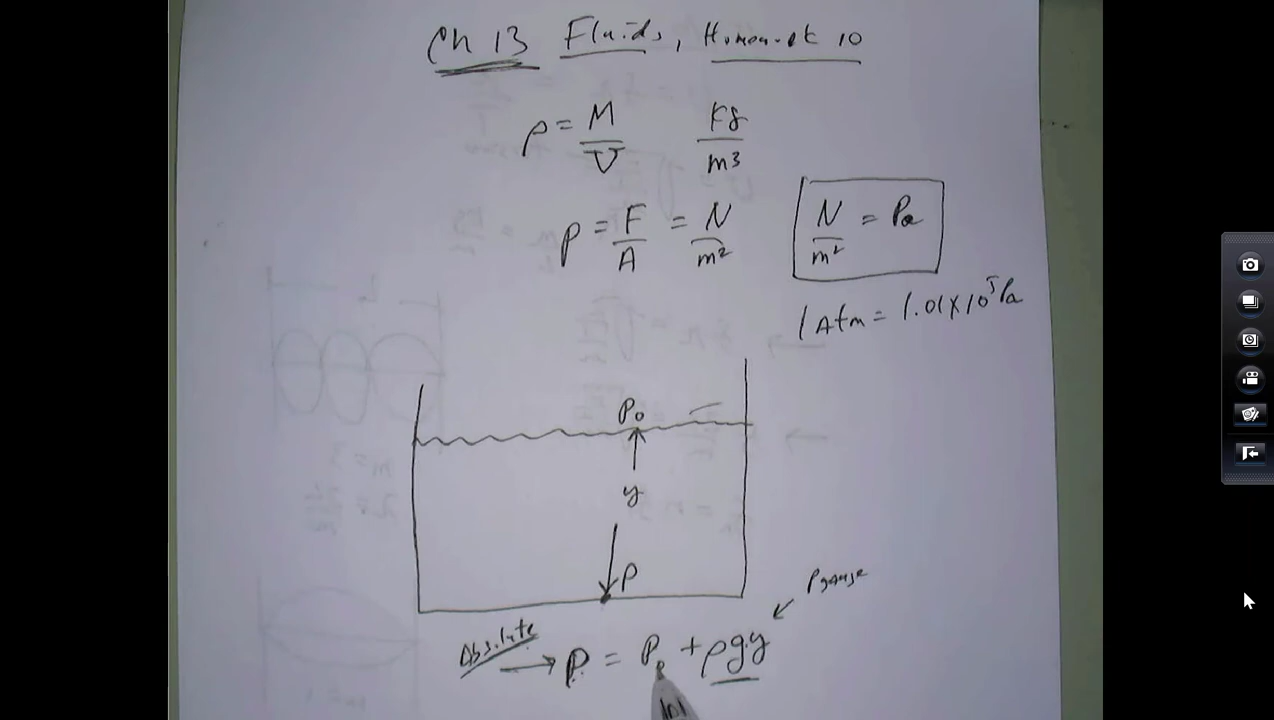 Ch 13 Fluids, Homework 10
ρ = M/V kg/m³
P = F/A = N/m² N/m² = Pa
1 Atm = 1.01 x 10⁵ Pa
P₀
y
P
Pgauge
Absolute → P = P₀ + ρgy